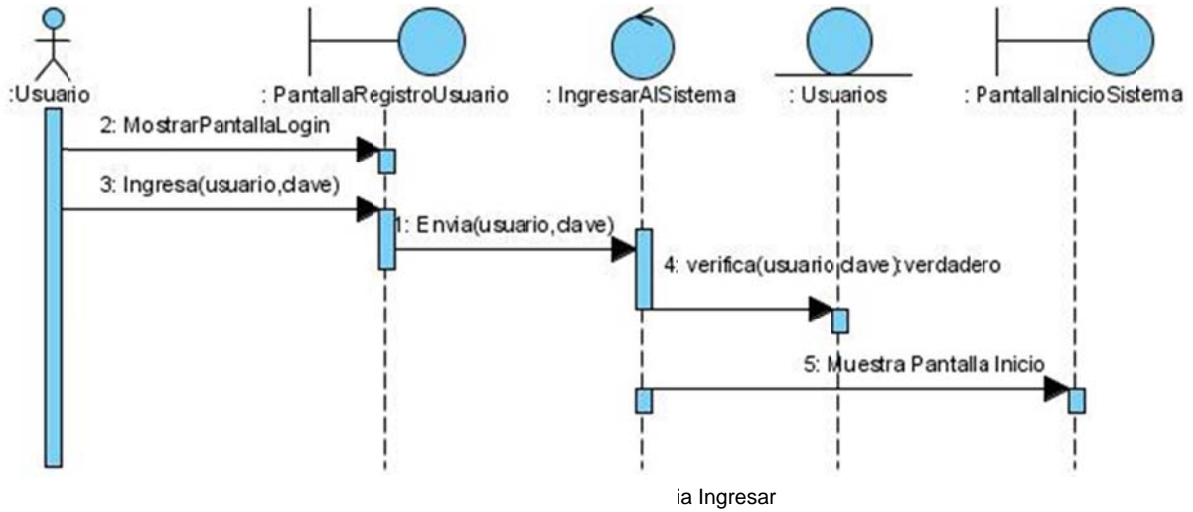 :Usuario
: PantallaRegistroUsuario
: IngresarAlSistema
: Usuarios
: PantallaInicioSistema
2: MostrarPantallaLogin
3: Ingresa(usuario,clave)
1: Envia(usuario,clave)
4: verifica(usuario,clave):verdadero
5: Muestra Pantalla Inicio
ia Ingresar